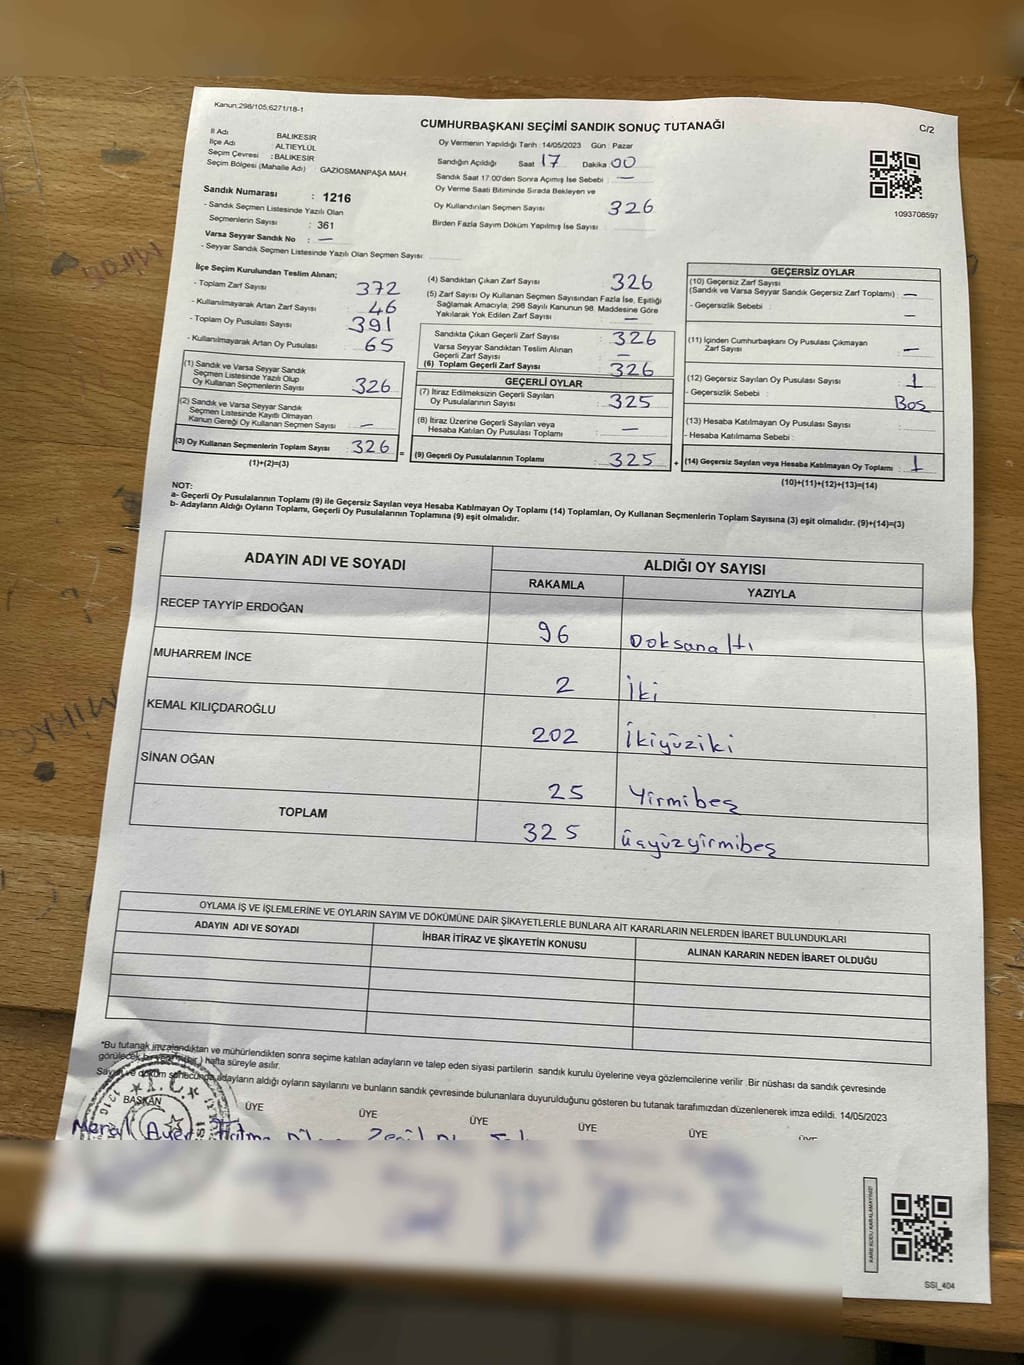 Kanun;298/105;6271/18-1
CUMHURBAŞKANI SEÇİMİ SANDIK SONUÇ TUTANAĞI
C/2
İl Adı BALIKESİR
İlçe Adı ALTIEYLÜL
Seçim Çevresi : BALIKESİR
Seçim Bölgesi (Mahalle Adı) GAZİOSMANPAŞA MAH
Sandık Numarası : 1216
- Sandık Seçmen Listesinde Yazılı Olan
Seçmenlerin Sayısı : 361
Varsa Seyyar Sandık No : —
- Seyyar Sandık Seçmen Listesinde Yazılı Olan Seçmen Sayısı:
Oy Vermenin Yapıldığı Tarih :14/05/2023 Gün : Pazar
Sandığın Açıldığı Saat 17 Dakika 00
Sandık Saat 17:00'den Sonra Açımış İse Sebebi : —
Oy Verme Saati Bitiminde Sırada Bekleyen ve
Oy Kullandırılan Seçmen Sayısı 326
Birden Fazla Sayım Döküm Yapılmış İse Sayısı :
1093708597
İlçe Seçim Kurulundan Teslim Alınan;
- Toplam Zarf Sayısı 372
- Kullanılmayarak Artan Zarf Sayısı : 46
- Toplam Oy Pusulası Sayısı 391
- Kullanılmayarak Artan Oy Pusulası 65
(1) Sandık ve Varsa Seyyar Sandık
Seçmen Listesinde Yazılı Olup
Oy Kullanan Seçmenlerin Sayısı : 326
(2) Sandık ve Varsa Seyyar Sandık
Seçmen Listesinde Kayıtlı Olmayan
Kanun Gereği Oy Kullanan Seçmen Sayısı : —
(3) Oy Kullanan Seçmenlerin Toplam Sayısı : 326 =
(1)+(2)=(3)
(4) Sandıktan Çıkan Zarf Sayısı : 326
(5) Zarf Sayısı Oy Kullanan Seçmen Sayısından Fazla İse, Eşitliği
Sağlamak Amacıyla, 298 Sayılı Kanunun 98. Maddesine Göre
Yakılarak Yok Edilen Zarf Sayısı : —
Sandıkta Çıkan Geçerli Zarf Sayısı : 326
Varsa Seyyar Sandıktan Teslim Alınan
Geçerli Zarf Sayısı : —
(6) Toplam Geçerli Zarf Sayısı : 326
GEÇERLİ OYLAR
(7) İtiraz Edilmeksizin Geçerli Sayılan
Oy Pusulalarının Sayısı : 325
(8) İtiraz Üzerine Geçerli Sayılan veya
Hesaba Katılan Oy Pusulası Toplamı : —
(9) Geçerli Oy Pusulalarının Toplamı : 325 +
GEÇERSİZ OYLAR
(10) Geçersiz Zarf Sayısı
(Sandık ve Varsa Seyyar Sandık Geçersiz Zarf Toplamı) : —
- Geçersizlik Sebebi : —
(11) İçinden Cumhurbaşkanı Oy Pusulası Çıkmayan
Zarf Sayısı : —
(12) Geçersiz Sayılan Oy Pusulası Sayısı : 1
- Geçersizlik Sebebi : Boş
(13) Hesaba Katılmayan Oy Pusulası Sayısı :
- Hesaba Katılmama Sebebi :
(14) Geçersiz Sayılan veya Hesaba Katılmayan Oy Toplamı : 1
(10)+(11)+(12)+(13)=(14)
NOT:
a- Geçerli Oy Pusulalarının Toplamı (9) ile Geçersiz Sayılan veya Hesaba Katılmayan Oy Toplamı (14) Toplamları, Oy Kullanan Seçmenlerin Toplam Sayısına (3) eşit olmalıdır. (9)+(14)=(3)
b- Adayların Aldığı Oyların Toplamı, Geçerli Oy Pusulalarının Toplamına (9) eşit olmalıdır.
ADAYIN ADI VE SOYADI ALDIĞI OY SAYISI
RAKAMLA YAZIYLA
RECEP TAYYİP ERDOĞAN 96 Doksanaltı
MUHARREM İNCE 2 İki
KEMAL KILIÇDAROĞLU 202 İkiyüziki
SİNAN OĞAN 25 Yirmibeş
TOPLAM 325 Üçyüzyirmibeş
OYLAMA İŞ VE İŞLEMLERİNE VE OYLARIN SAYIM VE DÖKÜMÜNE DAİR ŞİKAYETLERLE BUNLARA AİT KARARLARIN NELERDEN İBARET BULUNDUKLARI
ADAYIN ADI VE SOYADI İHBAR İTİRAZ VE ŞİKAYETİN KONUSU ALINAN KARARIN NEDEN İBARET OLDUĞU
*Bu tutanak imzalandıktan ve mühürlendikten sonra seçime katılan adayların ve talep eden siyasi partilerin sandık kurulu üyelerine veya gözlemcilerine verilir .Bir nüshası da sandık çevresinde
görülecek bir hafta süreyle asılır.
Sayım ve döküm sonucunda adayların aldığı oyların sayılarını ve bunların sandık çevresinde bulunanlara duyurulduğunu gösteren bu tutanak tarafımızdan düzenlenerek imza edildi. 14/05/2023
BAŞKAN ÜYE ÜYE ÜYE ÜYE ÜYE ÜYE
T.C.
KARE KODU KARALAMAYINIZ!
SSI_404